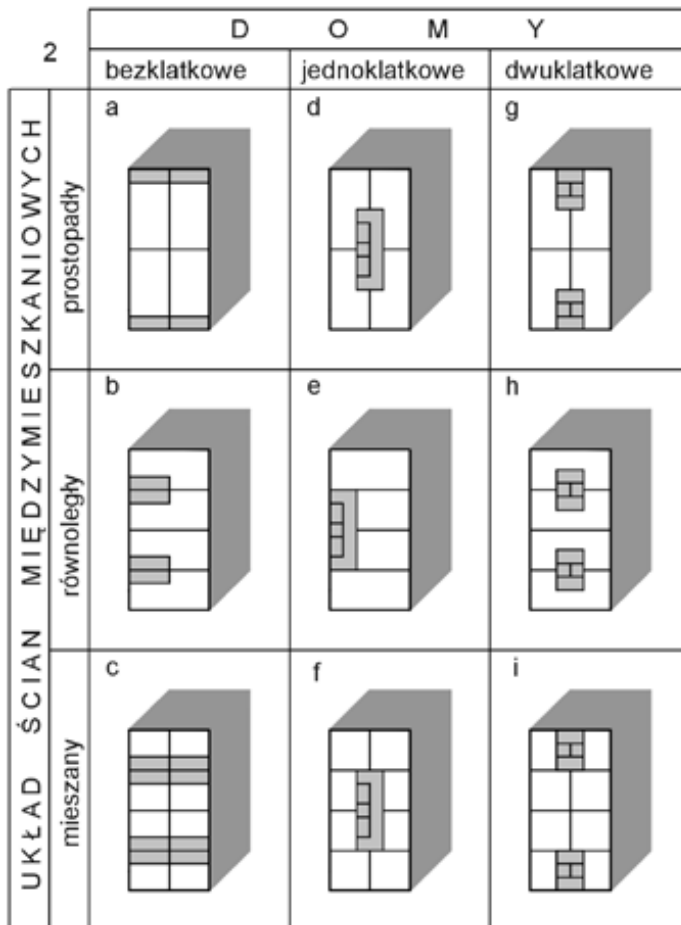 2
D O M Y
bezklatkowe
jednoklatkowe
dwuklatkowe
UKŁAD ŚCIAN MIĘDZYMIESZKANIOWYCH
prostopadły
a
d
g
równoległy
b
e
h
mieszany
c
f
i